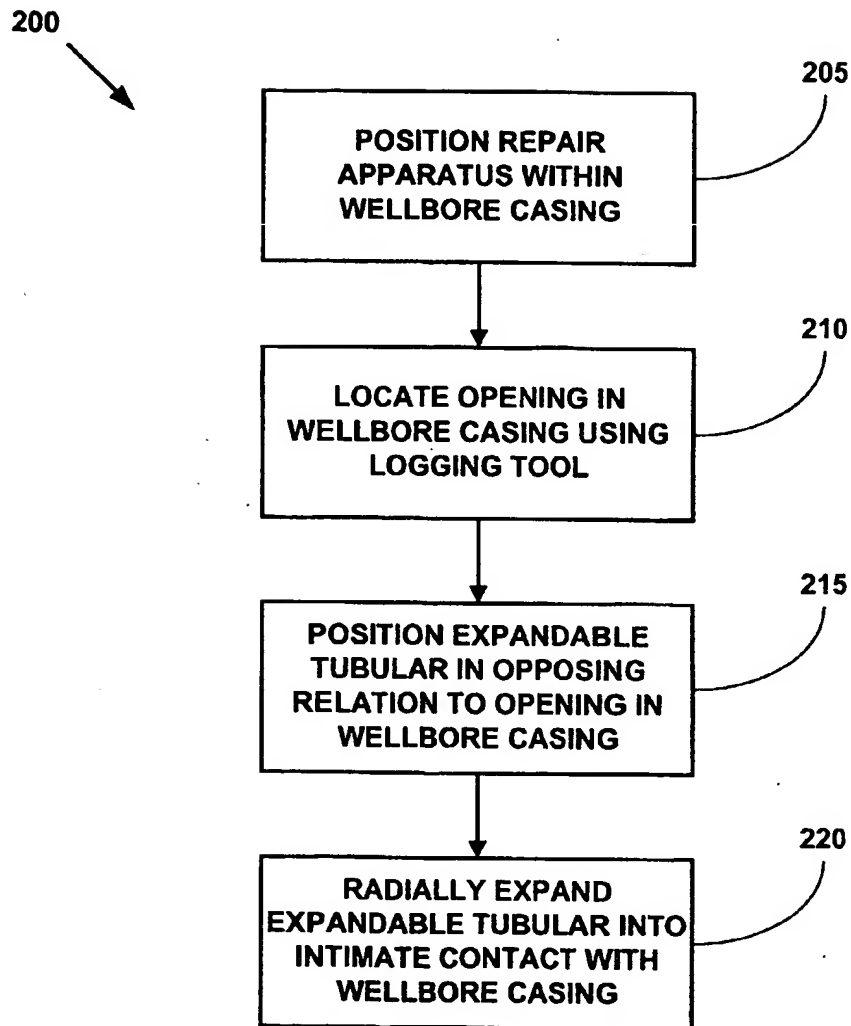 200
205
POSITION REPAIR
APPARATUS WITHIN
WELLBORE CASING
210
LOCATE OPENING IN
WELLBORE CASING USING
LOGGING TOOL
215
POSITION EXPANDABLE
TUBULAR IN OPPOSING
RELATION TO OPENING IN
WELLBORE CASING
220
RADIALLY EXPAND
EXPANDABLE TUBULAR INTO
INTIMATE CONTACT WITH
WELLBORE CASING